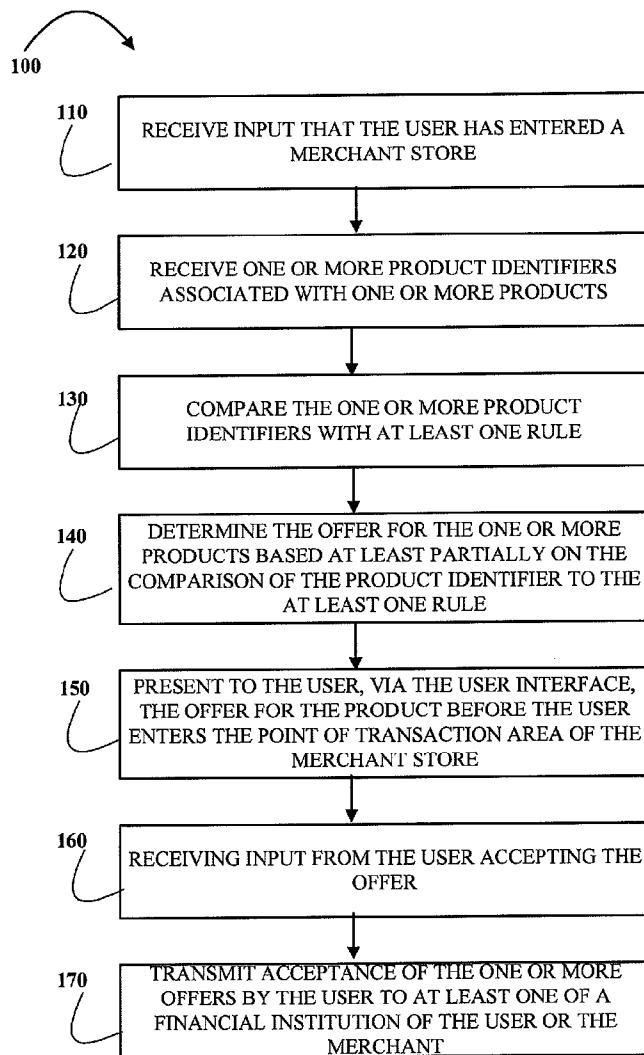 100
110
RECEIVE INPUT THAT THE USER HAS ENTERED A
MERCHANT STORE
120
RECEIVE ONE OR MORE PRODUCT IDENTIFIERS
ASSOCIATED WITH ONE OR MORE PRODUCTS
130
COMPARE THE ONE OR MORE PRODUCT
IDENTIFIERS WITH AT LEAST ONE RULE
140
DETERMINE THE OFFER FOR THE ONE OR MORE
PRODUCTS BASED AT LEAST PARTIALLY ON THE
COMPARISON OF THE PRODUCT IDENTIFIER TO THE
AT LEAST ONE RULE
150
PRESENT TO THE USER, VIA THE USER INTERFACE,
THE OFFER FOR THE PRODUCT BEFORE THE USER
ENTERS THE POINT OF TRANSACTION AREA OF THE
MERCHANT STORE
160
RECEIVING INPUT FROM THE USER ACCEPTING THE
OFFER
170
TRANSMIT ACCEPTANCE OF THE ONE OR MORE
OFFERS BY THE USER TO AT LEAST ONE OF A
FINANCIAL INSTITUTION OF THE USER OR THE
MERCHANT